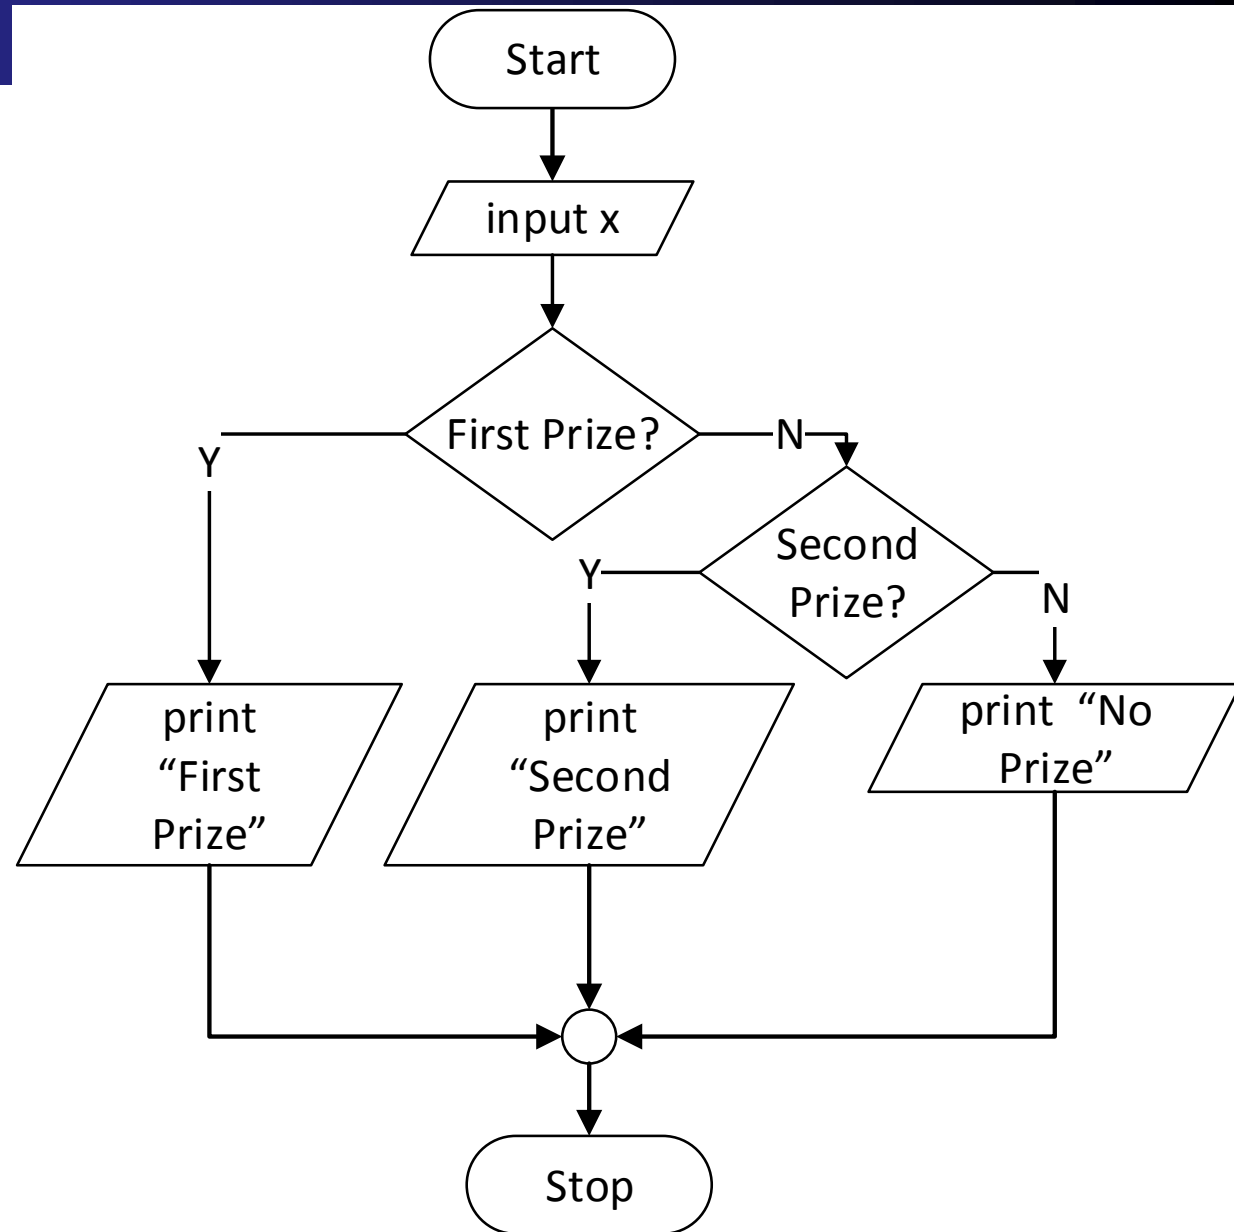 Start
input x
First Prize?
Y
N
Second
Prize?
Y
N
print
“First
Prize”
print
“Second
Prize”
print “No
Prize”
Stop